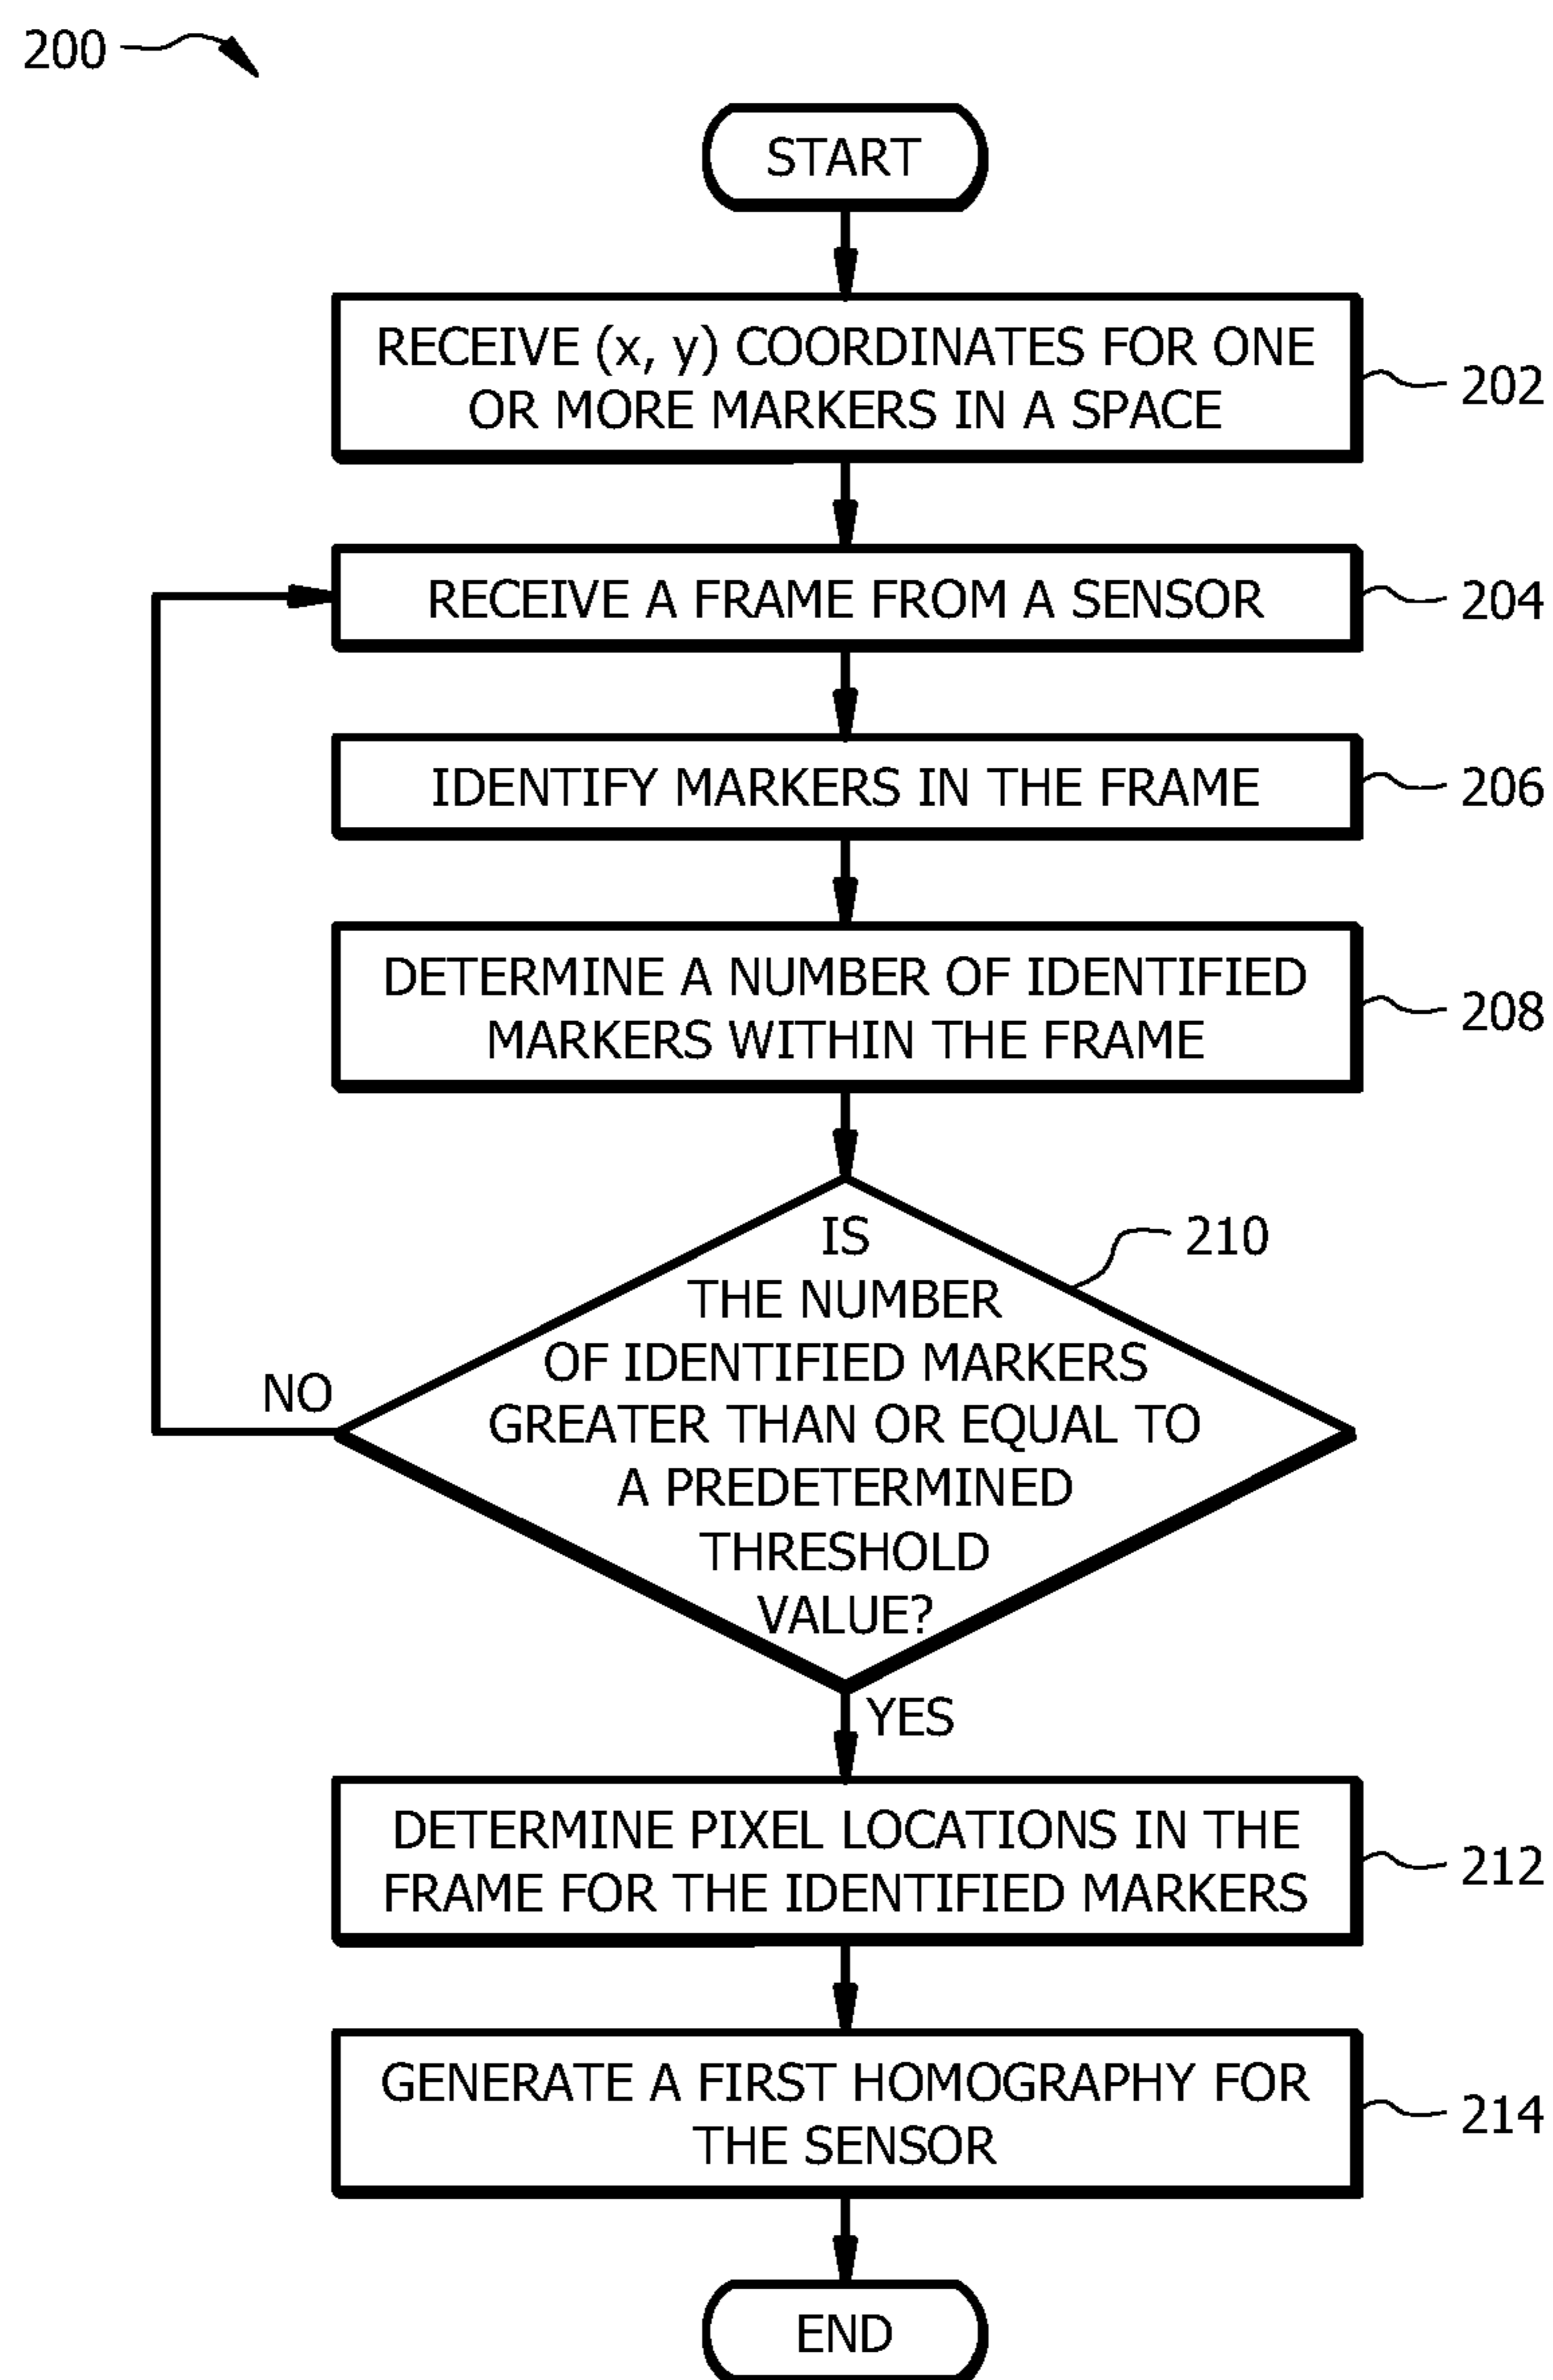 200
START
RECEIVE (x, y) COORDINATES FOR ONE
OR MORE MARKERS IN A SPACE
202
RECEIVE A FRAME FROM A SENSOR
204
IDENTIFY MARKERS IN THE FRAME
206
DETERMINE A NUMBER OF IDENTIFIED
MARKERS WITHIN THE FRAME
208
IS
THE NUMBER
OF IDENTIFIED MARKERS
GREATER THAN OR EQUAL TO
A PREDETERMINED
THRESHOLD
VALUE?
210
NO
YES
DETERMINE PIXEL LOCATIONS IN THE
FRAME FOR THE IDENTIFIED MARKERS
212
GENERATE A FIRST HOMOGRAPHY FOR
THE SENSOR
214
END